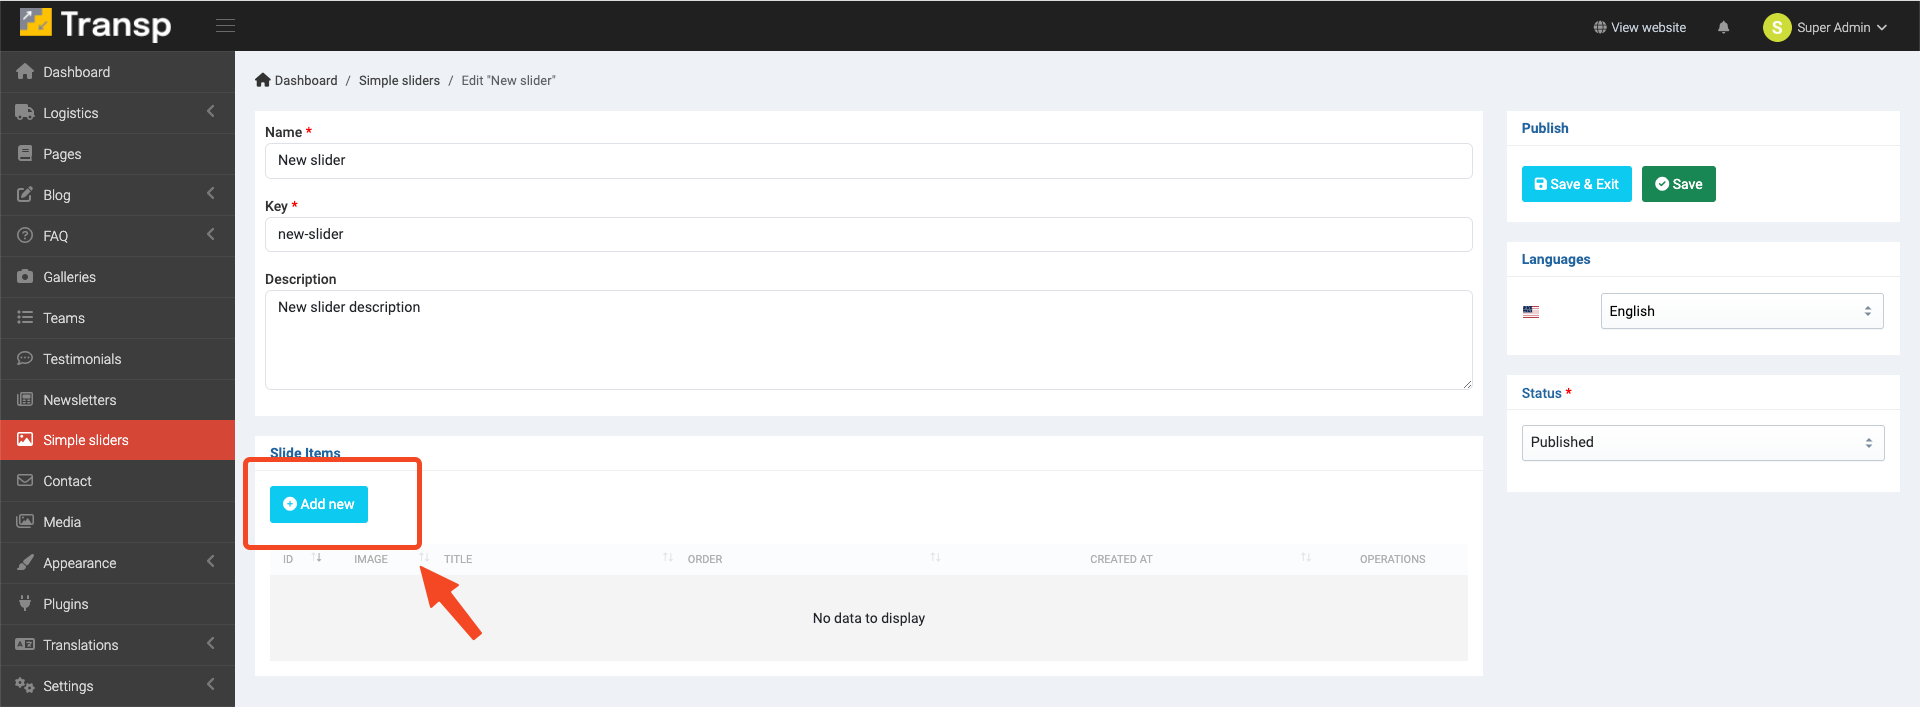 Transp
View website
S
Super Admin
Dashboard
Logistics
Pages
Blog
FAQ
Galleries
Teams
Testimonials
Newsletters
Simple sliders
Contact
Media
Appearance
Plugins
Translations
Settings
Dashboard / Simple sliders / Edit "New slider"
Name *
New slider
Key *
new-slider
Description
New slider description
Slide Items
Add new
ID IMAGE TITLE ORDER CREATED AT OPERATIONS
No data to display
Publish
Save & Exit
Save
Languages
English
Status *
Published